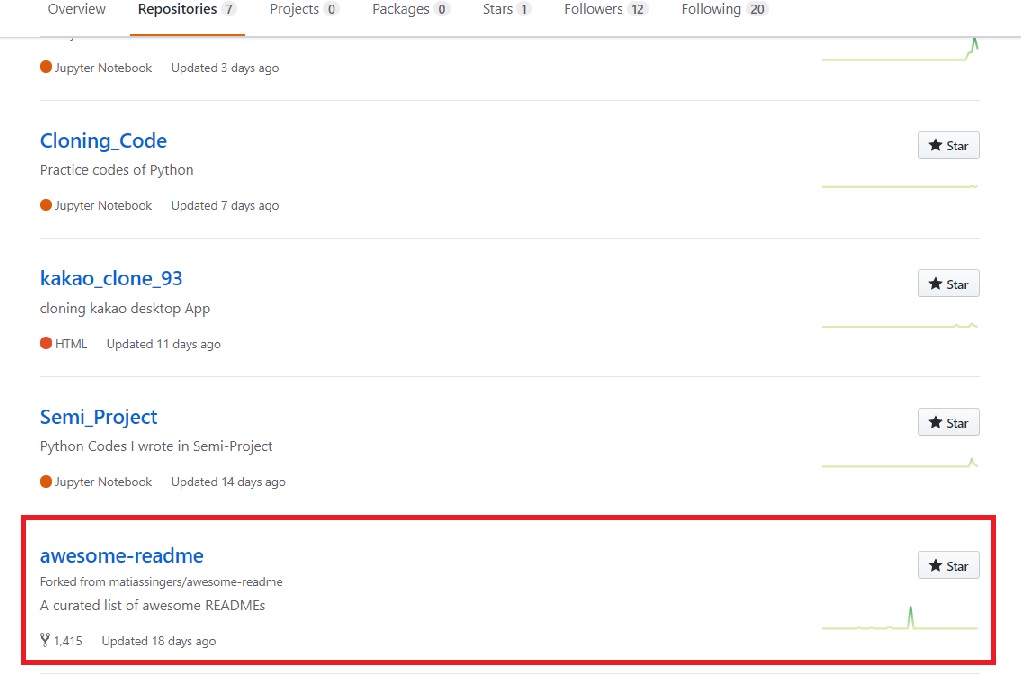 Overview Repositories 7 Projects 0 Packages 0 Stars 1 Followers 12 Following 20
Jupyter Notebook Updated 3 days ago
Cloning_Code
Star
Practice codes of Python
Jupyter Notebook Updated 7 days ago
kakao_clone_93
Star
cloning kakao desktop App
HTML Updated 11 days ago
Semi_Project
Star
Python Codes I wrote in Semi-Project
Jupyter Notebook Updated 14 days ago
awesome-readme
Star
Forked from matiassingers/awesome-readme
A curated list of awesome READMEs
1,415 Updated 18 days ago